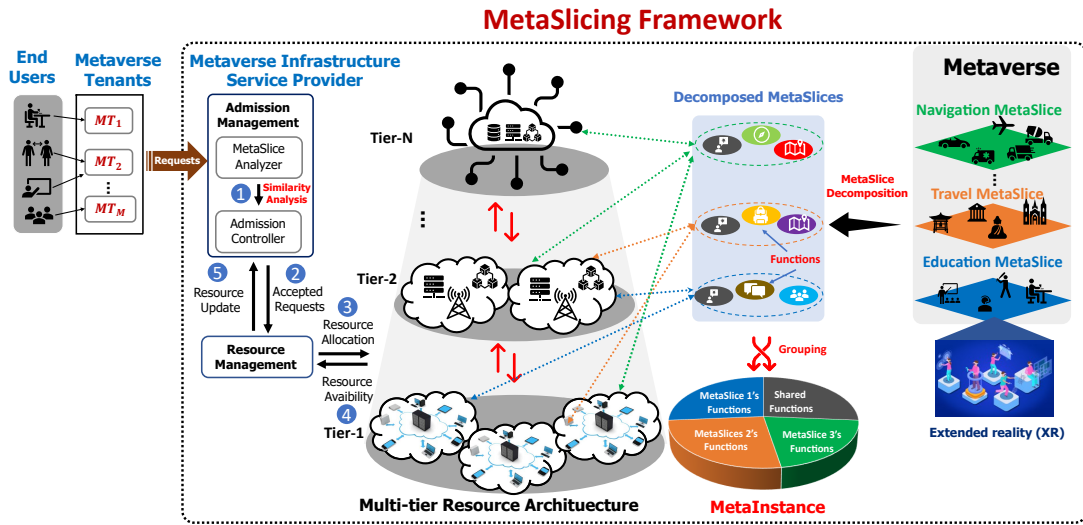 MetaSlicing Framework
End
Users
Metaverse
Tenants
MT₁
MT₂
⋮
MT_M
Requests
Metaverse Infrastructure
Service Provider
Admission
Management
MetaSlice
Analyzer
1
Similarity
Analysis
Admission
Controller
5
Resource
Update
2
Accepted
Requests
3
Resource
Allocation
Resource
Management
Resource
Avaibility
4
Tier-N
⋮
Tier-2
Tier-1
Multi-tier Resource Archituecture
Decomposed MetaSlices
Functions
Grouping
MetaSlice 1's
Functions
Shared
Functions
MetaSlices 2's
Functions
MetaSlice 3's
Functions
MetaInstance
MetaSlice
Decomposition
Metaverse
Navigation MetaSlice
Travel MetaSlice
Education MetaSlice
Extended reality (XR)